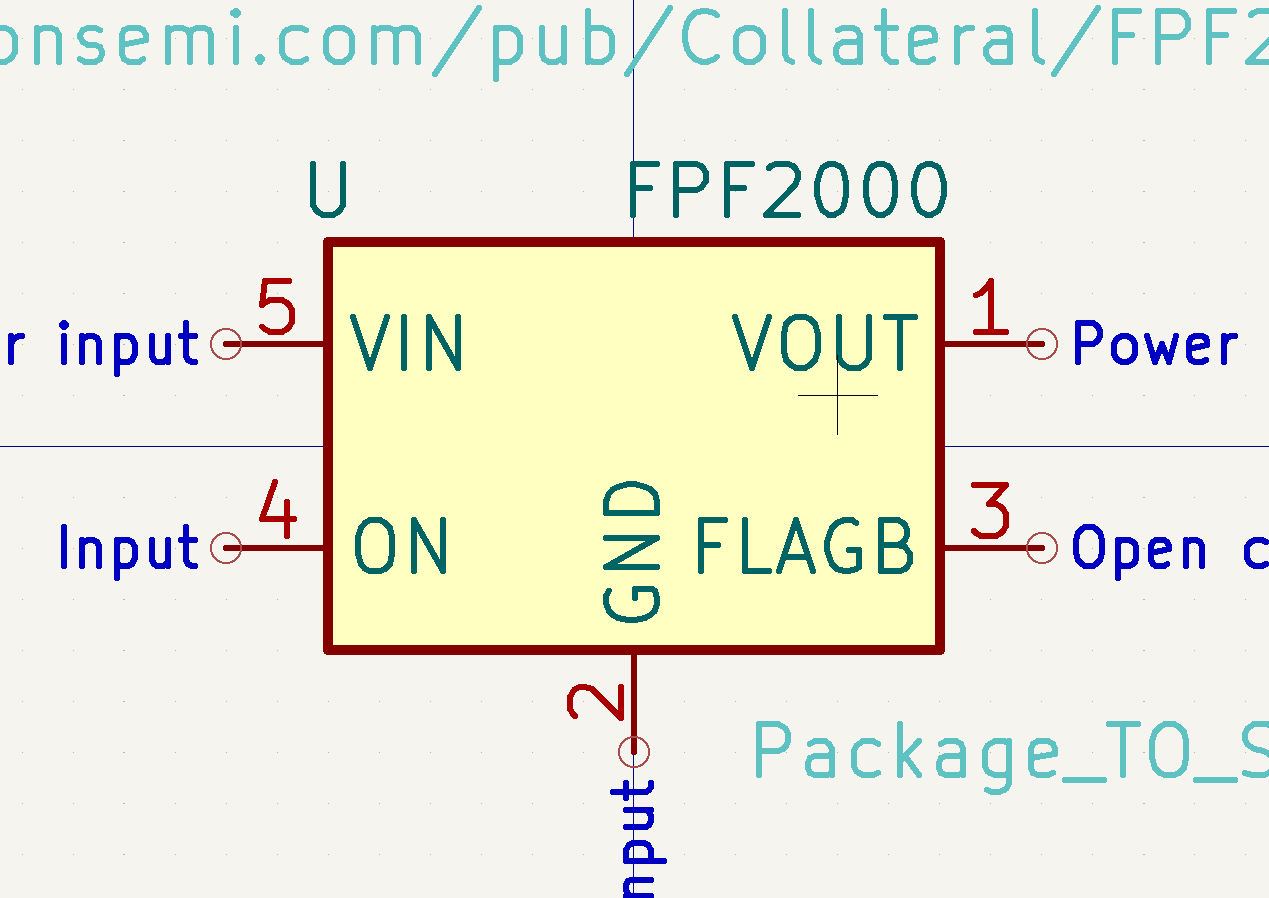 onsemi.com/pub/Collateral/FPF2
U FPF2000
5 1
r input VIN VOUT Power
4 3
Input ON GND FLAGB Open c
2
Package_TO_S
nput